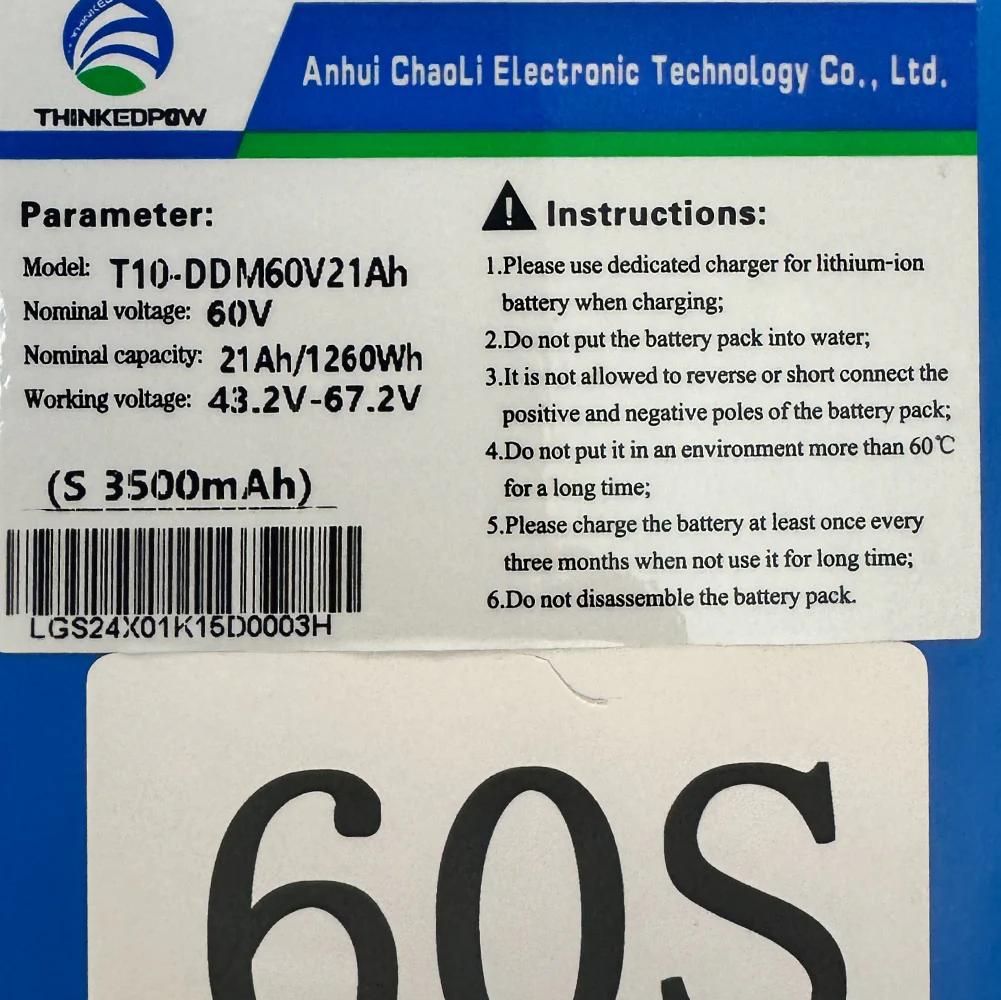 THINKEDPOW
Anhui ChaoLi Electronic Technology Co., Ltd.
Parameter:
Model: T10-DDM60V21Ah
Nominal voltage: 60V
Nominal capacity: 21Ah/1260Wh
Working voltage: 43.2V-67.2V
(S 3500mAh)
LGS24X01K15D0003H
! Instructions:
1.Please use dedicated charger for lithium-ion
battery when charging;
2.Do not put the battery pack into water;
3.It is not allowed to reverse or short connect the
positive and negative poles of the battery pack;
4.Do not put it in an environment more than 60℃
for a long time;
5.Please charge the battery at least once every
three months when not use it for long time;
6.Do not disassemble the battery pack.
60S